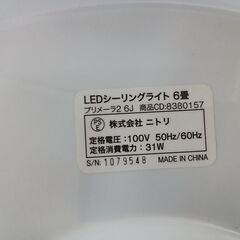 LEDシーリングライト 6畳
プリメーラ2 6J 商品CD:8380157
PSE
株式会社 ニトリ
定格電圧:100V 50Hz/60Hz
定格消費電力:31W
S/N:1079548 MADE IN CHINA